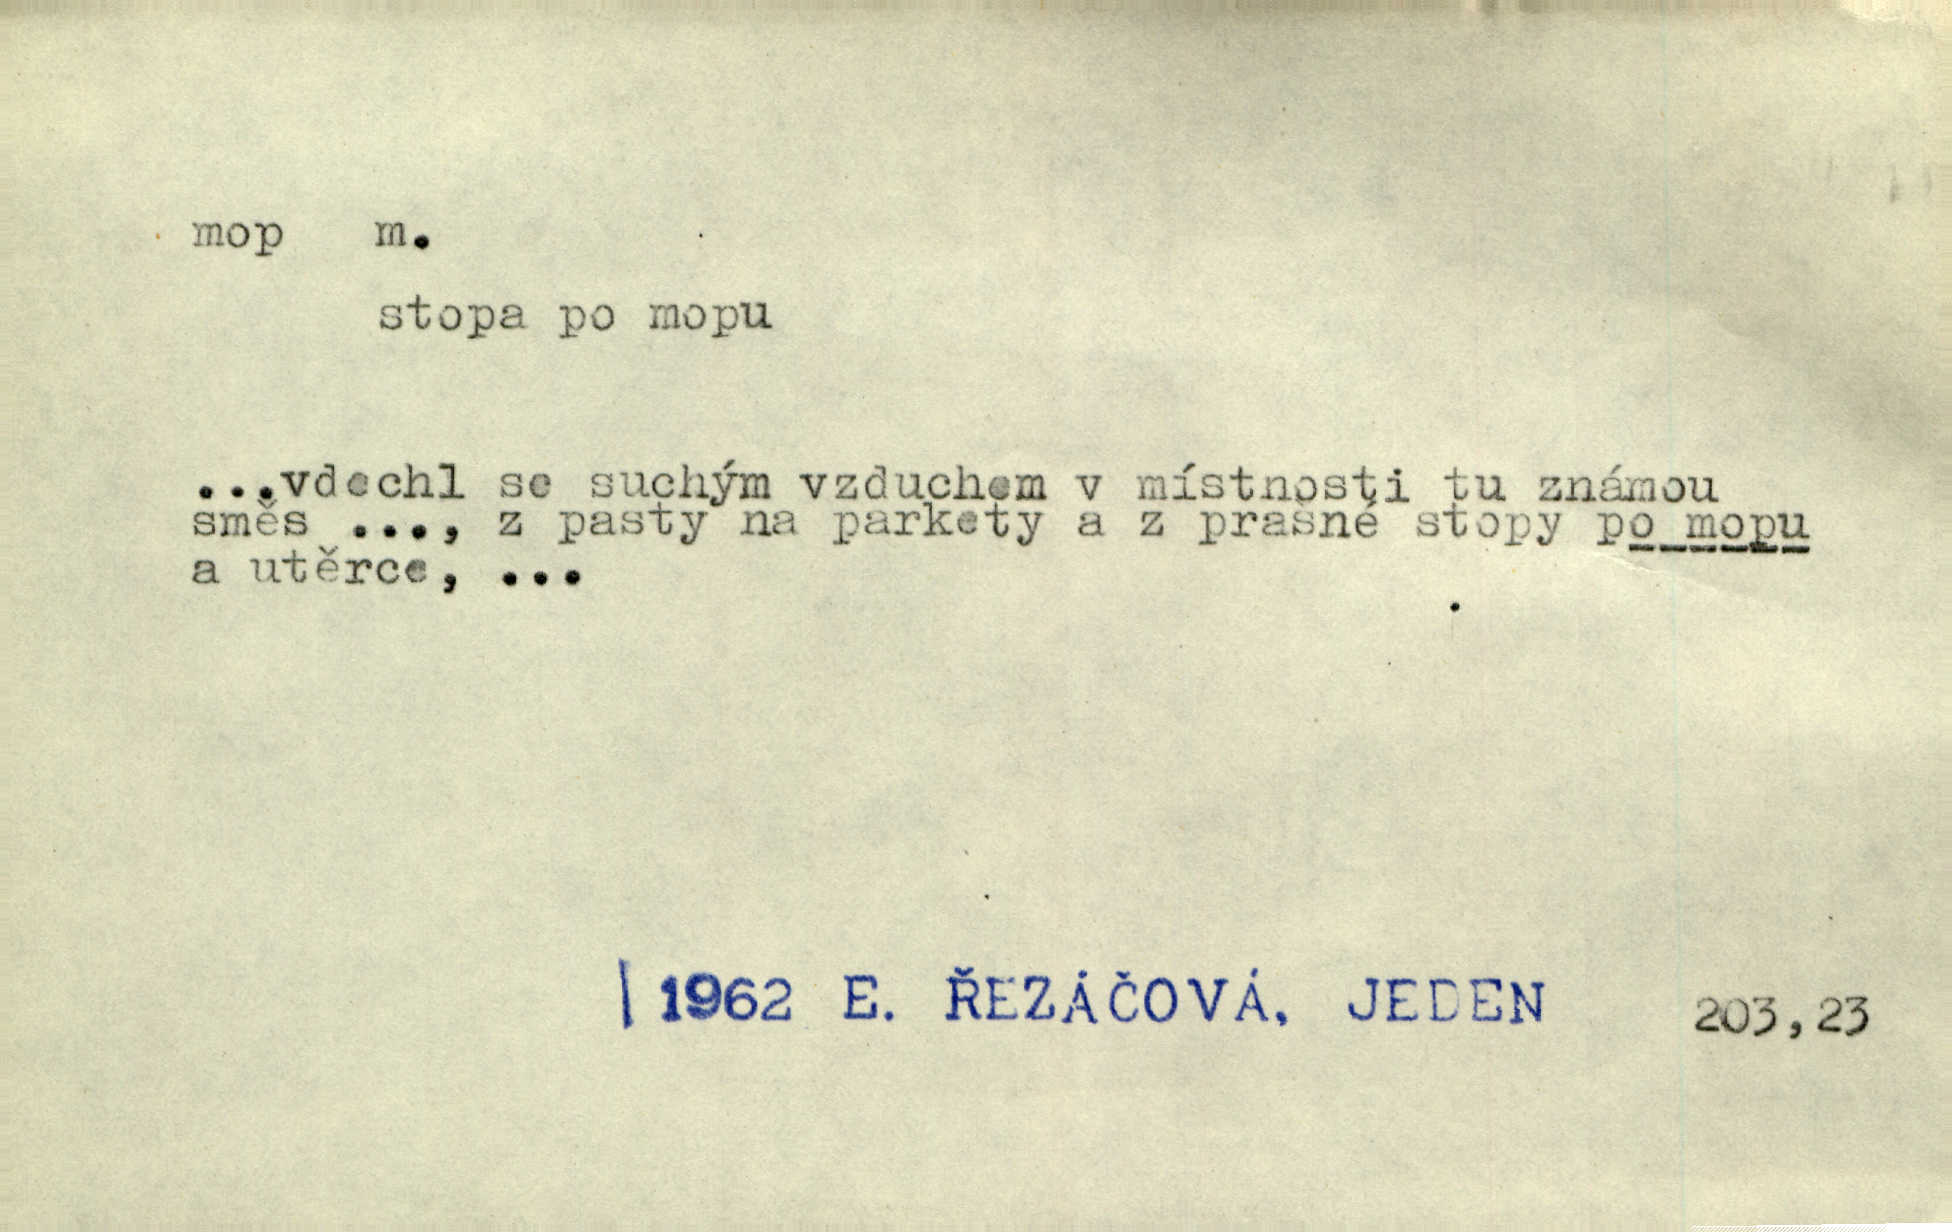 mop m.
stopa po mopu
...vdechl se suchým vzduchem v místnosti tu známou
směs ..., z pasty na parkety a z prašné stopy po mopu
a utěrce, ...
1962 E. ŘEZÁČOVÁ, JEDEN 203,23